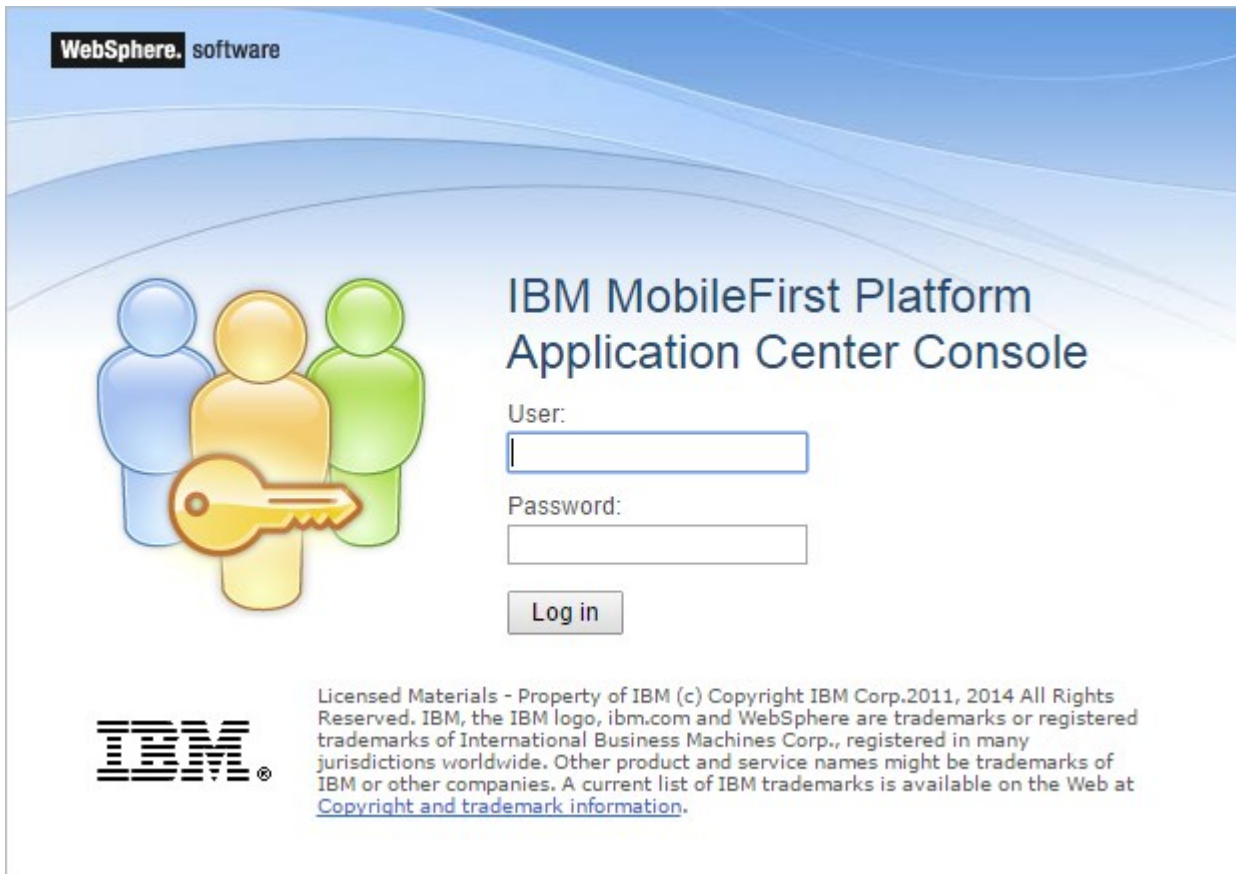 WebSphere. software
IBM MobileFirst Platform
Application Center Console
User:
Password:
Log in
Licensed Materials - Property of IBM (c) Copyright IBM Corp.2011, 2014 All Rights
Reserved. IBM, the IBM logo, ibm.com and WebSphere are trademarks or registered
trademarks of International Business Machines Corp., registered in many
jurisdictions worldwide. Other product and service names might be trademarks of
IBM or other companies. A current list of IBM trademarks is available on the Web at
Copyright and trademark information.
IBM®